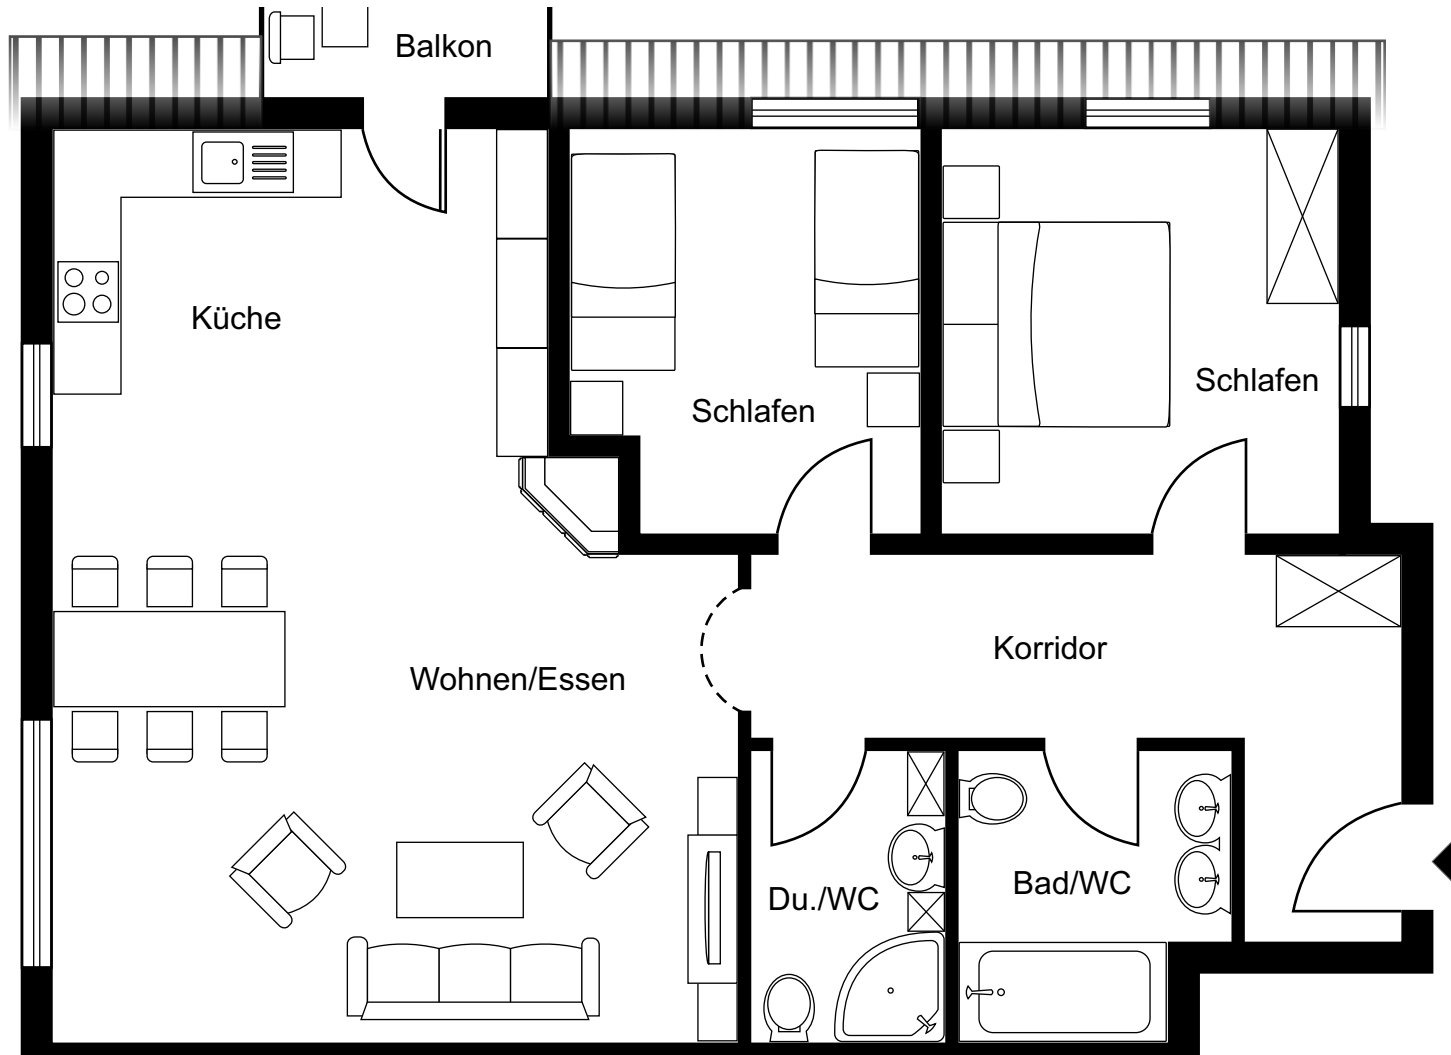 Balkon
Küche
Schlafen
Schlafen
Wohnen/Essen
Korridor
Du./WC
Bad/WC